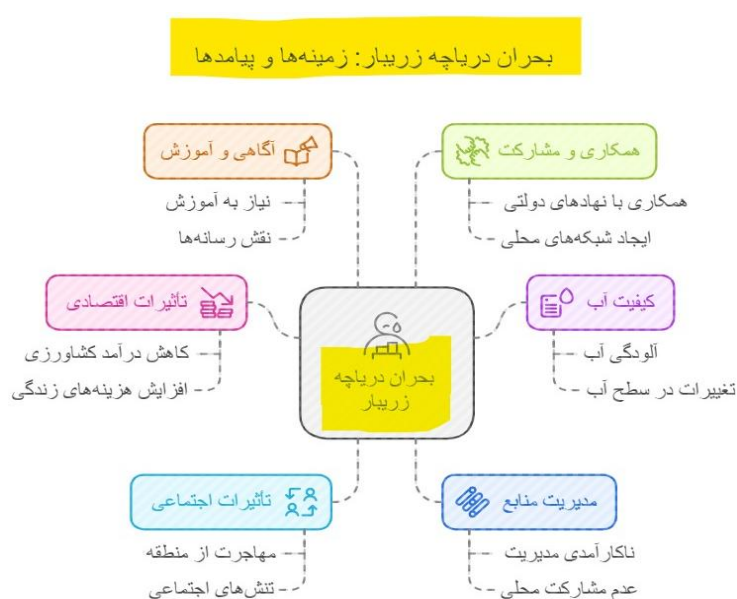 بحران دریاچه زریبار: زمینه‌ها و پیامدها
همکاری و مشارکت
همکاری با نهادهای دولتی
ایجاد شبکه‌های محلی
آگاهی و آموزش
نیاز به آموزش
نقش رسانه‌ها
کیفیت آب
آلودگی آب
تغییرات در سطح آب
تأثیرات اقتصادی
کاهش درآمد کشاورزی
افزایش هزینه‌های زندگی
بحران دریاچه
زریبار
مدیریت منابع
ناکارآمدی مدیریت
عدم مشارکت محلی
تأثیرات اجتماعی
مهاجرت از منطقه
تنش‌های اجتماعی